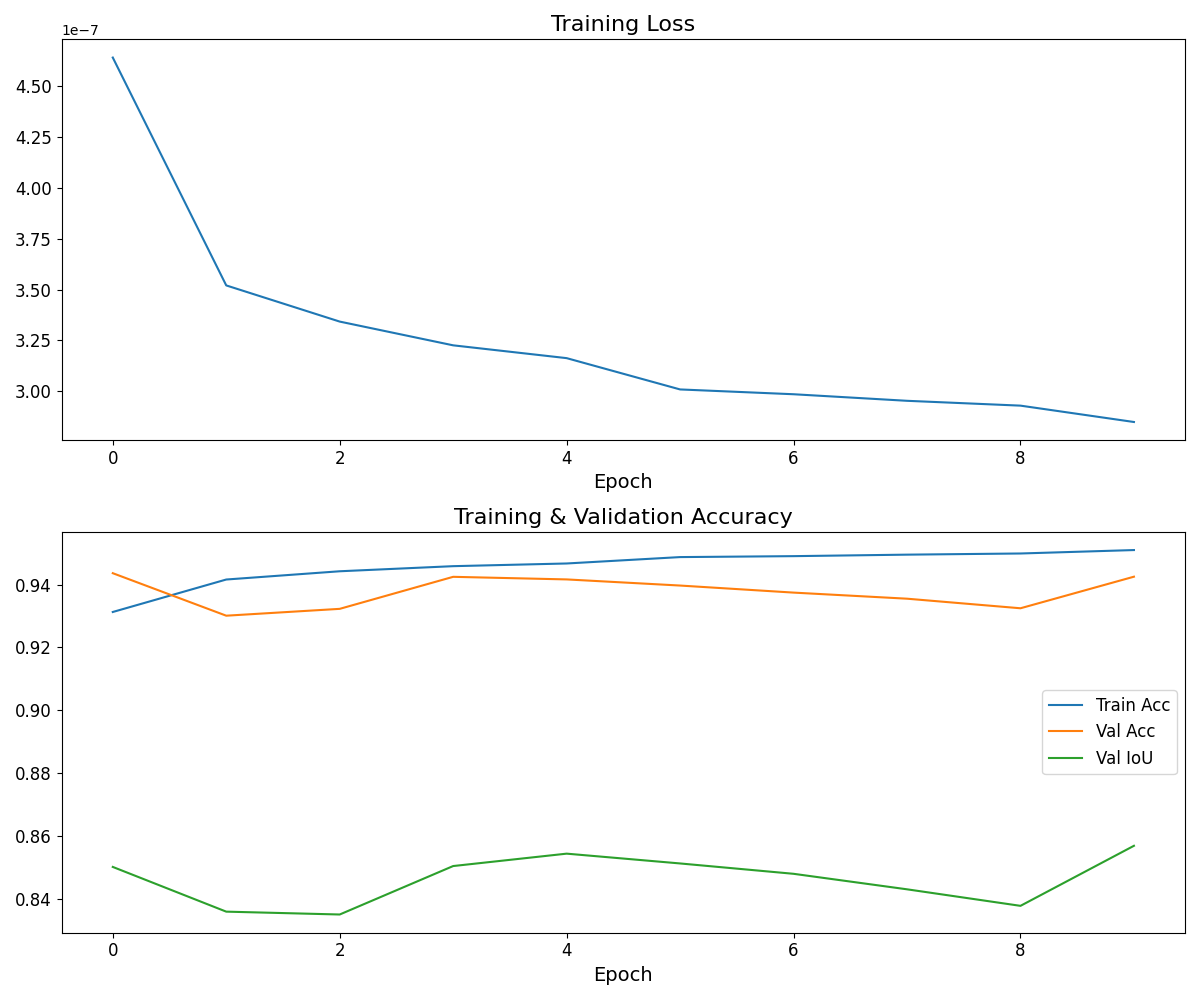 Training Loss
1e−7
4.50
4.25
4.00
3.75
3.50
3.25
3.00
0 2 4 6 8
Epoch
Training & Validation Accuracy
0.94
0.92
0.90
0.88
0.86
0.84
Train Acc
Val Acc
Val IoU
0 2 4 6 8
Epoch